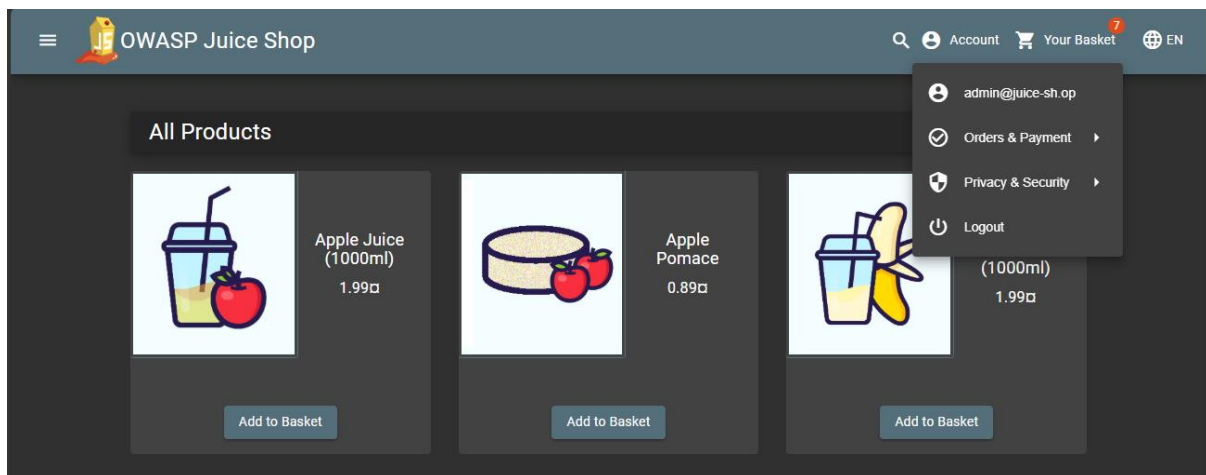 JS OWASP Juice Shop
Account
7
Your Basket
EN
admin@juice-sh.op
Orders & Payment
Privacy & Security
Logout
All Products
Apple Juice
(1000ml)
1.99¤
Add to Basket
Apple
Pomace
0.89¤
Add to Basket
(1000ml)
1.99¤
Add to Basket